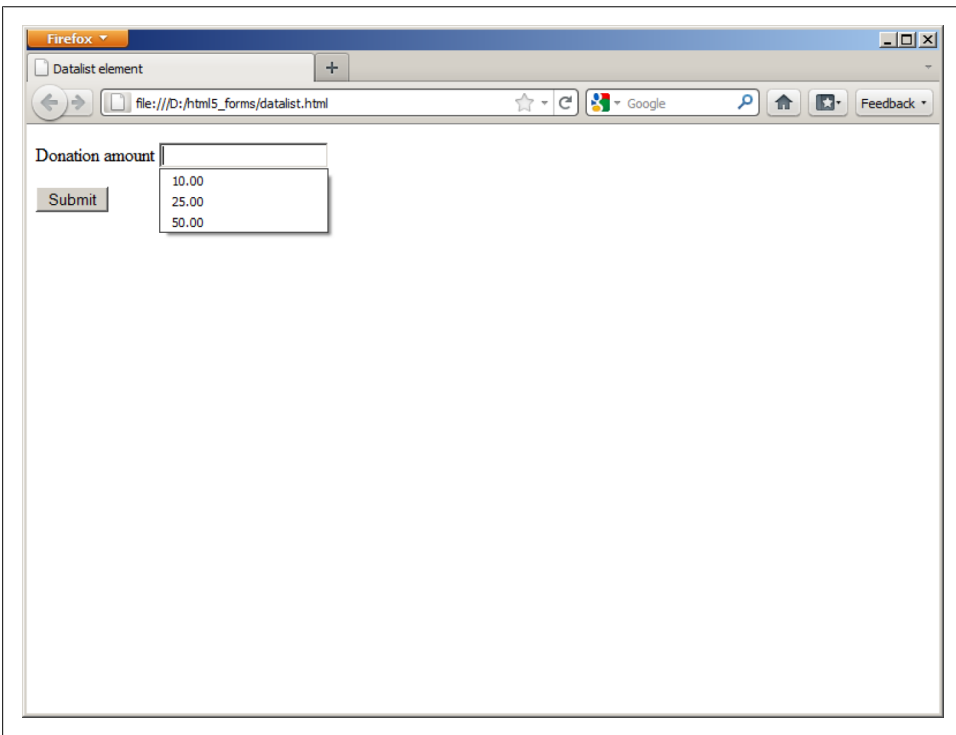 Firefox
Datalist element
file:///D:/html5_forms/datalist.html
Google
Feedback
Donation amount
10.00
Submit
25.00
50.00